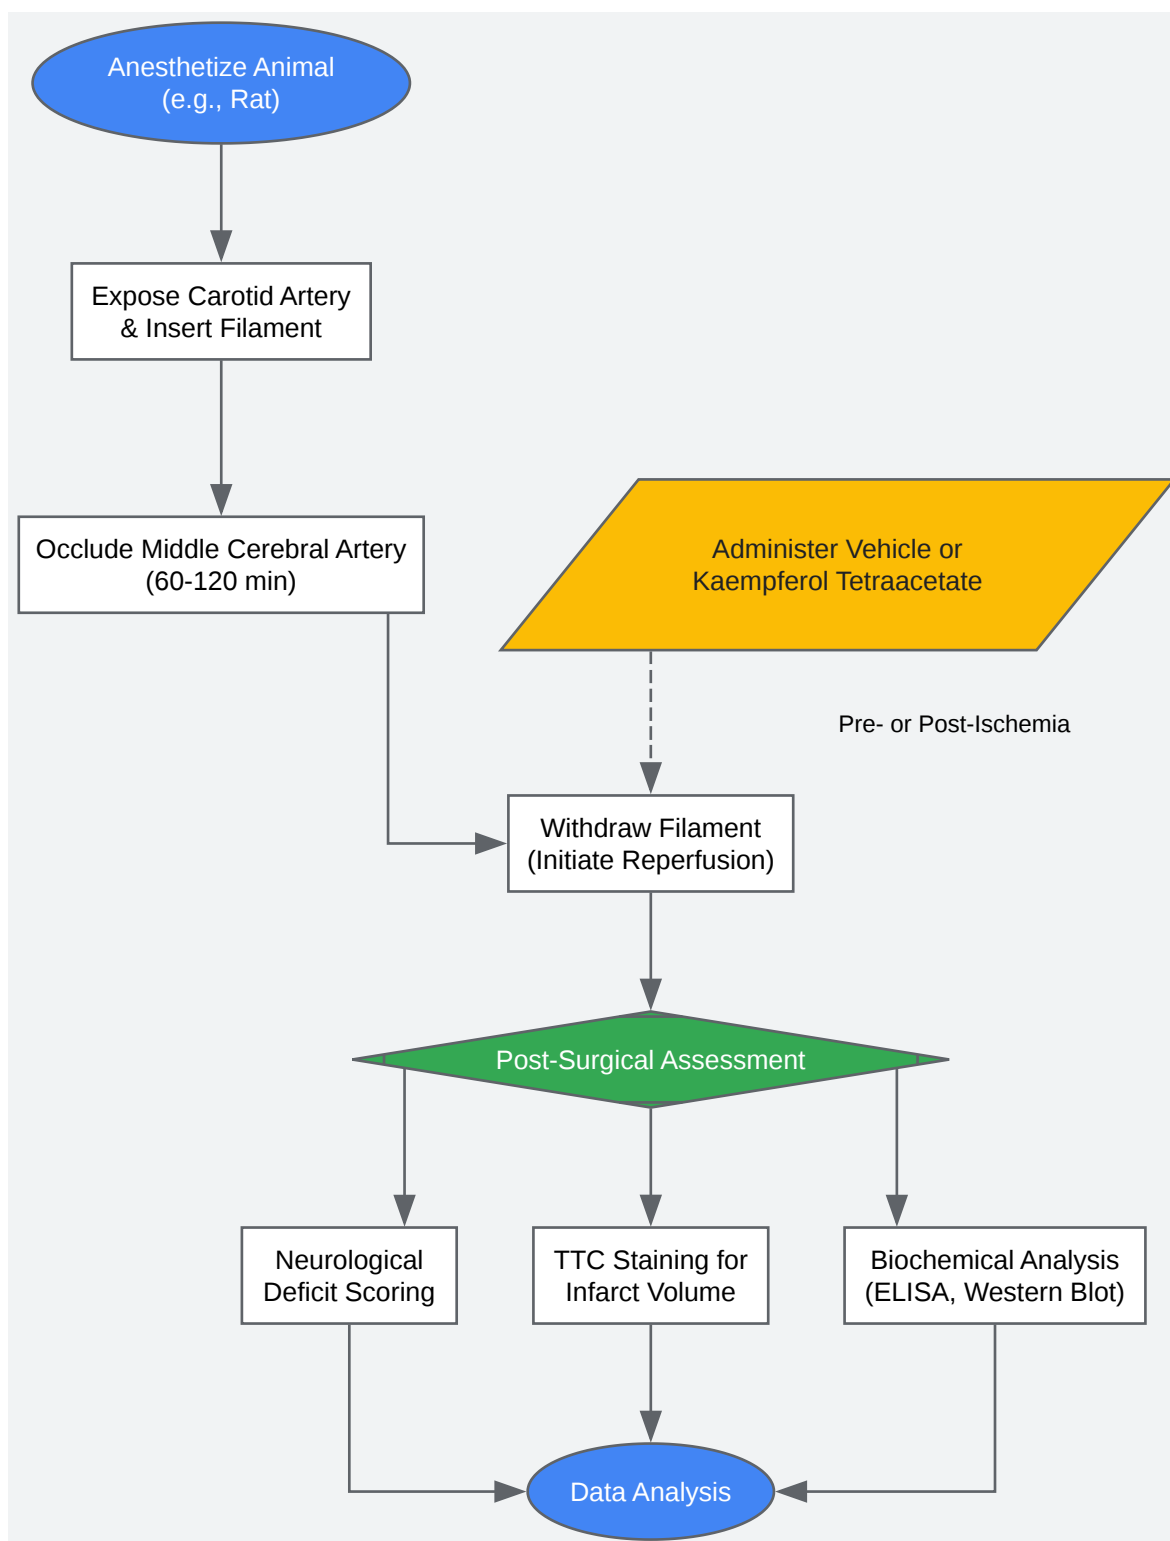 Anesthetize Animal
(e.g., Rat)
Expose Carotid Artery
& Insert Filament
Occlude Middle Cerebral Artery
(60-120 min)
Administer Vehicle or
Kaempferol Tetraacetate
Pre- or Post-Ischemia
Withdraw Filament
(Initiate Reperfusion)
Post-Surgical Assessment
Neurological
Deficit Scoring
TTC Staining for
Infarct Volume
Biochemical Analysis
(ELISA, Western Blot)
Data Analysis